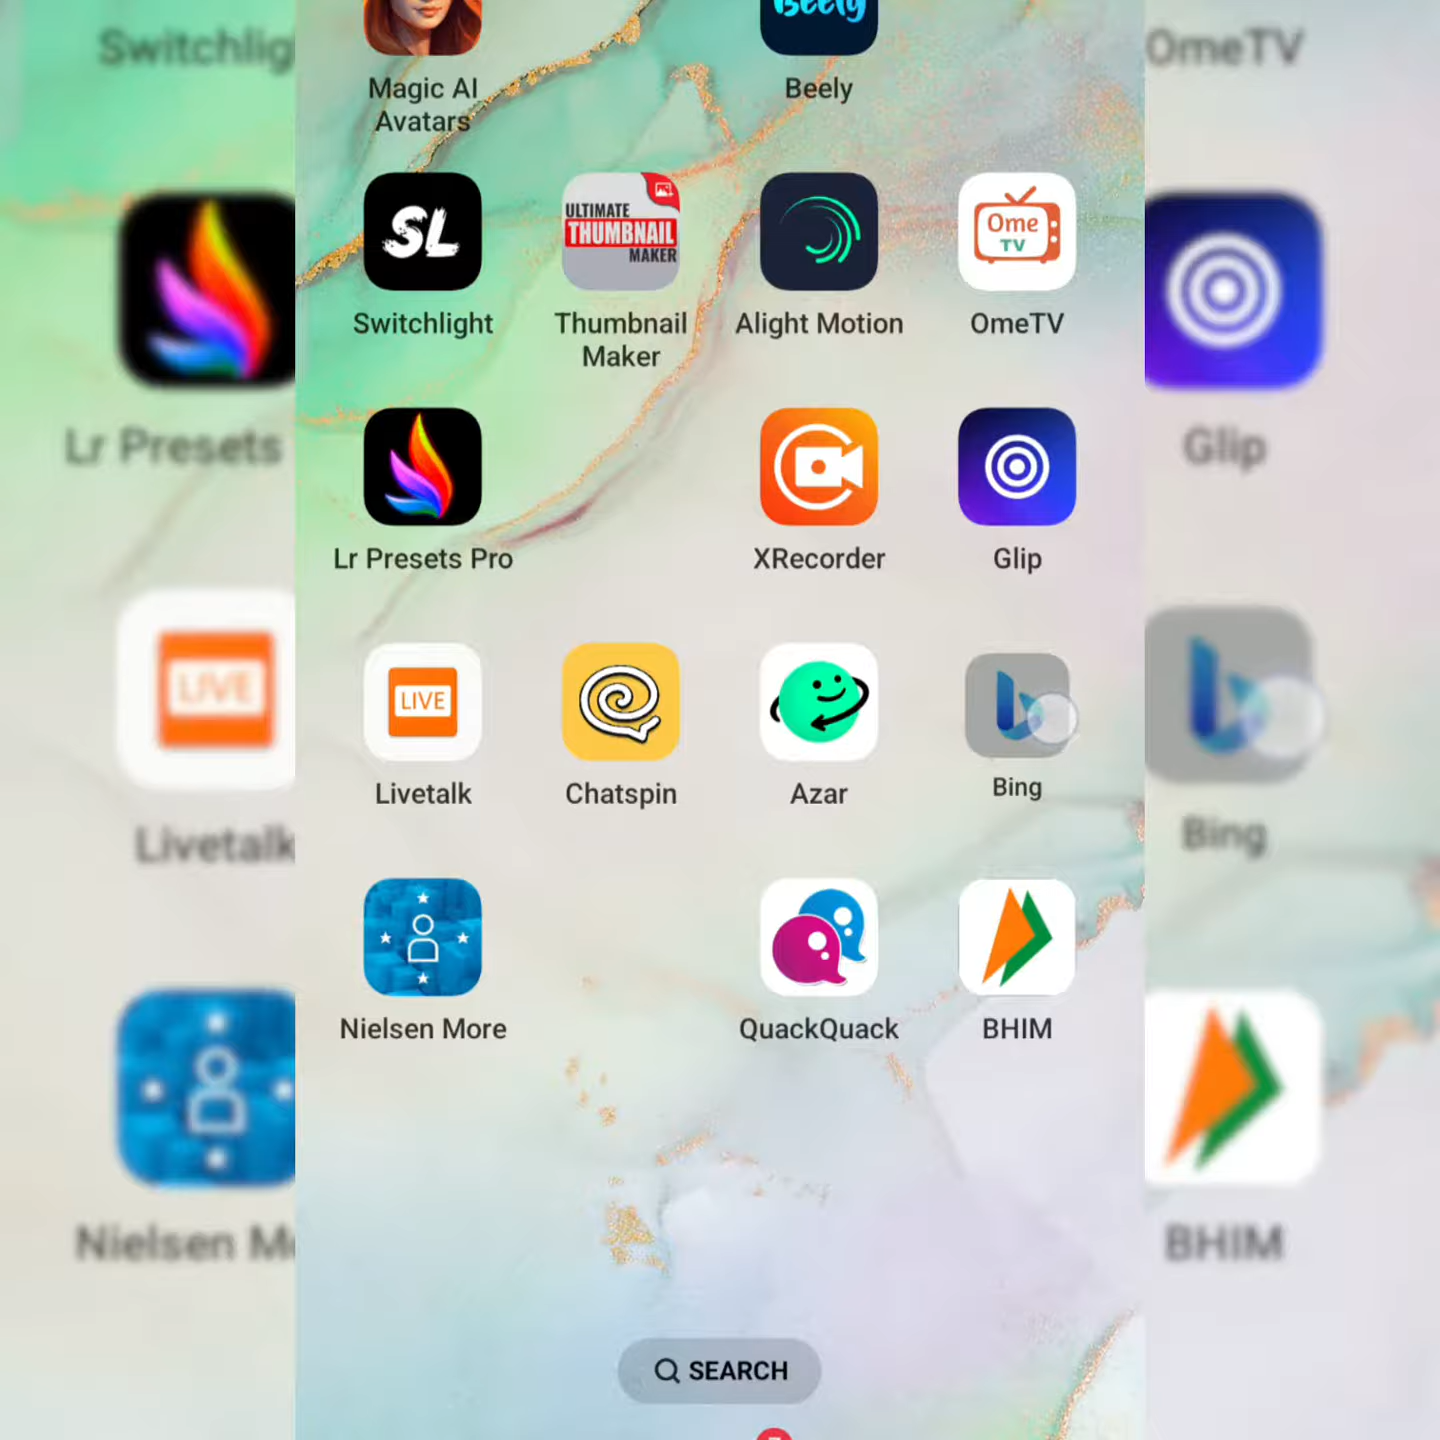 Beely
Magic AI
Avatars
Beely
SL
ULTIMATE
THUMBNAIL
MAKER
Ome
TV
Switchlight
Thumbnail
Maker
Alight Motion
OmeTV
Lr Presets Pro
XRecorder
Glip
LIVE
Livetalk
Chatspin
Azar
Bing
Nielsen More
QuackQuack
BHIM
SEARCH
Switchlig
Lr Presets
LIVE
Livetalk
Nielsen Mo
OmeTV
Glip
Bing
BHIM